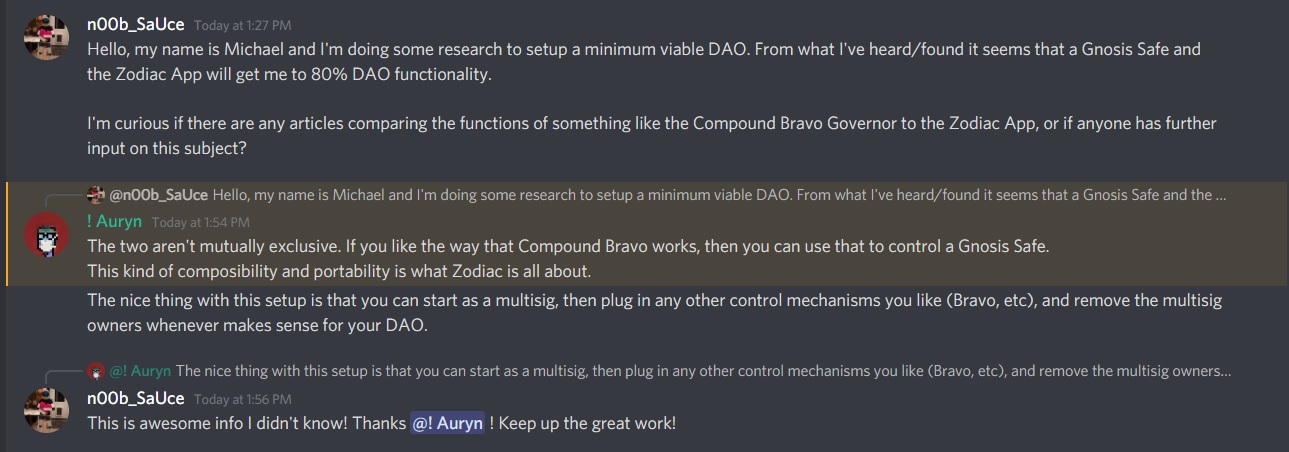 n00b_SaUce Today at 1:27 PM
Hello, my name is Michael and I'm doing some research to setup a minimum viable DAO. From what I've heard/found it seems that a Gnosis Safe and
the Zodiac App will get me to 80% DAO functionality.
I'm curious if there are any articles comparing the functions of something like the Compound Bravo Governor to the Zodiac App, or if anyone has further
input on this subject?
@n00b_SaUce Hello, my name is Michael and I'm doing some research to setup a minimum viable DAO. From what I've heard/found it seems that a Gnosis Safe and the ...
! Auryn Today at 1:54 PM
The two aren't mutually exclusive. If you like the way that Compound Bravo works, then you can use that to control a Gnosis Safe.
This kind of composibility and portability is what Zodiac is all about.
The nice thing with this setup is that you can start as a multisig, then plug in any other control mechanisms you like (Bravo, etc), and remove the multisig
owners whenever makes sense for your DAO.
@! Auryn The nice thing with this setup is that you can start as a multisig, then plug in any other control mechanisms you like (Bravo, etc), and remove the multisig owners...
n00b_SaUce Today at 1:56 PM
This is awesome info I didn't know! Thanks @! Auryn ! Keep up the great work!